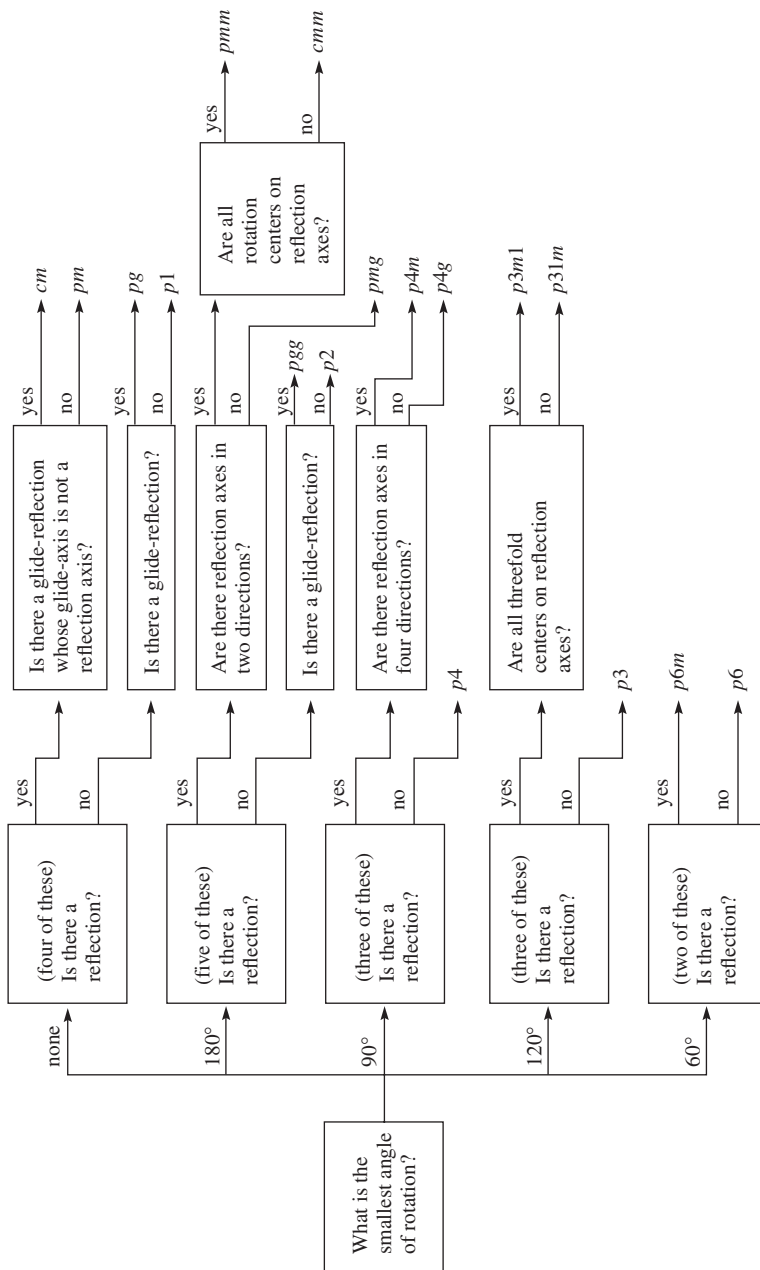 What is the
smallest angle
of rotation?
none
(four of these)
Is there a
reflection?
yes
no
Is there a glide-reflection
whose glide-axis is not a
reflection axis?
yes
cm
no
pm
Is there a glide-reflection?
yes
pg
no
p1
180°
(five of these)
Is there a
reflection?
yes
no
Are there reflection axes in
two directions?
yes
no
Are all
rotation
centers on
reflection
axes?
yes
pmm
no
cmm
pmg
Is there a glide-reflection?
yes
pgg
no
p2
90°
(three of these)
Is there a
reflection?
yes
no
Are there reflection axes in
four directions?
yes
p4m
no
p4g
p4
120°
(three of these)
Is there a
reflection?
yes
no
Are all threefold
centers on reflection
axes?
yes
p3m1
no
p31m
p3
60°
(two of these)
Is there a
reflection?
yes
p6m
no
p6